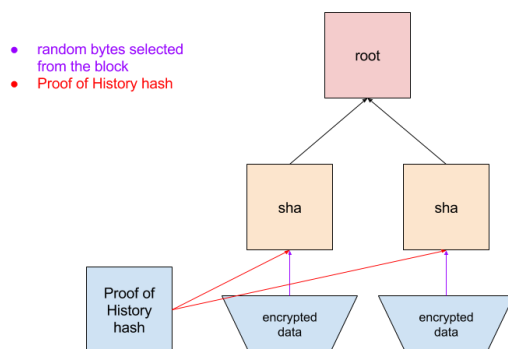 random bytes selected
from the block
Proof of History hash
root
sha
sha
Proof of
History
hash
encrypted
data
encrypted
data